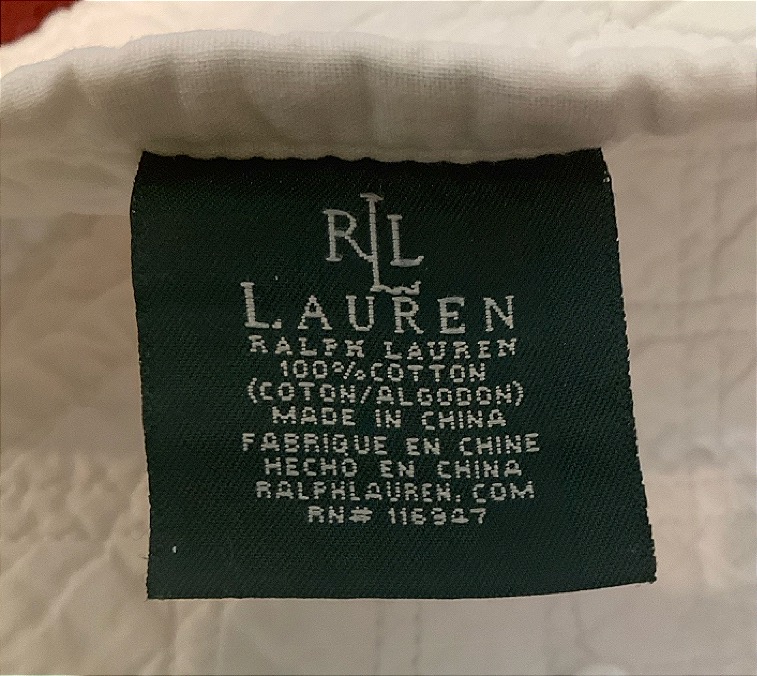 RLL
LAUREN
RALPH LAUREN
100% COTTON
(COTON/ALGODON)
MADE IN CHINA
FABRIQUE EN CHINE
HECHO EN CHINA
RALPHLAUREN.COM
RN# 116947